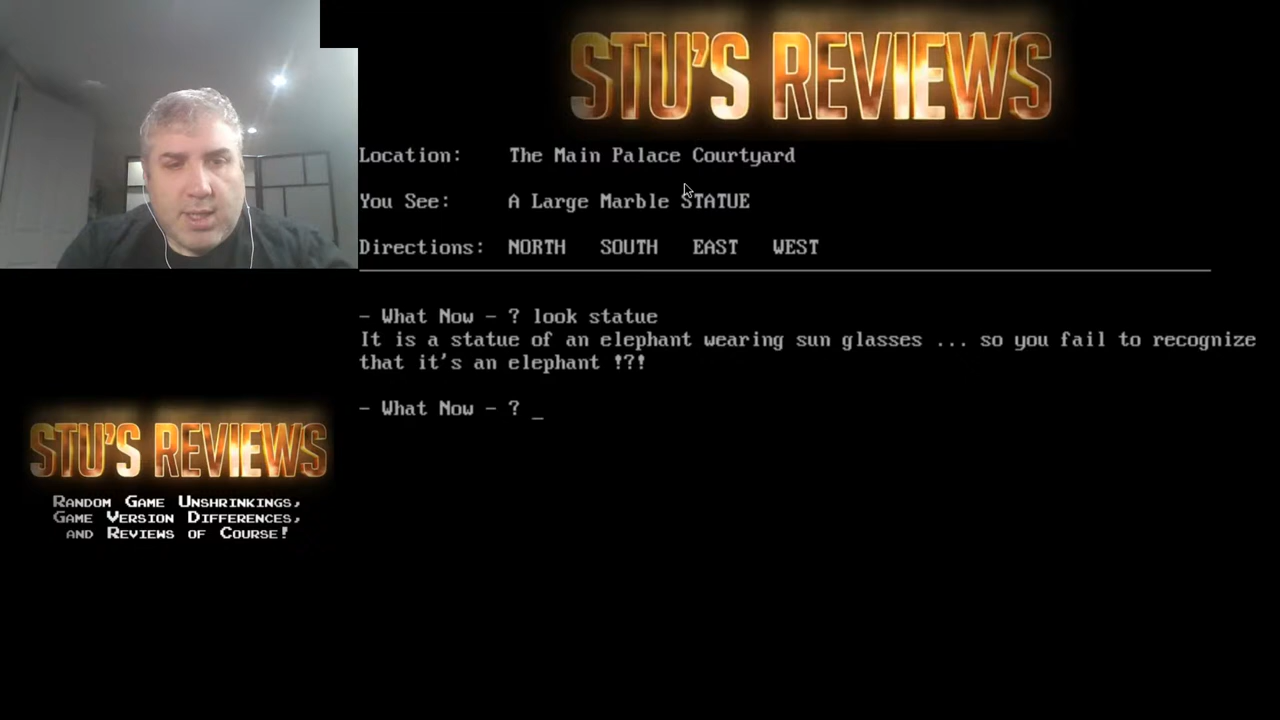 STU'S REVIEWS
Location: The Main Palace Courtyard
You See: A Large Marble STATUE
Directions: NORTH SOUTH EAST WEST
- What Now - ? look statue
It is a statue of an elephant wearing sun glasses ... so you fail to recognize
that it's an elephant !?!
- What Now - ? _
STU'S REVIEWS
RANDOM GAME UNSHRINKINGS,
GAME VERSION DIFFERENCES,
AND REVIEWS OF COURSE!